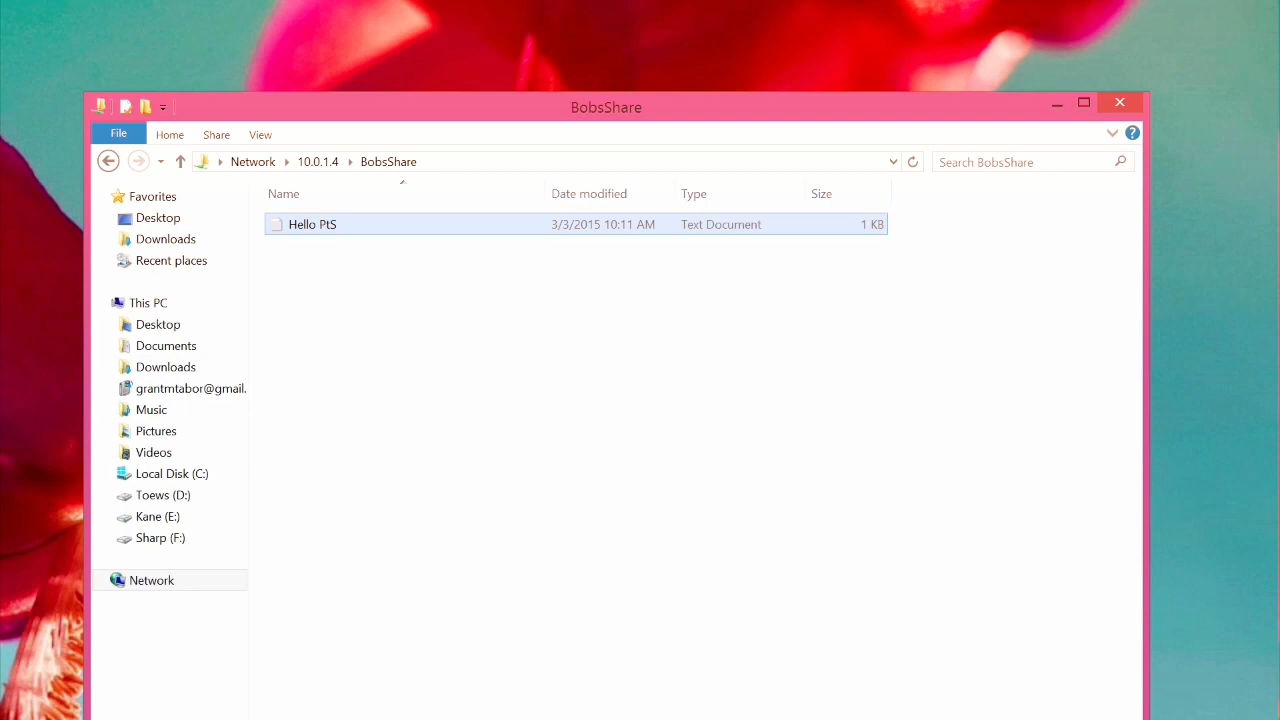 BobsShare
File Home Share View
Network 10.0.1.4 BobsShare
Search BobsShare
Name Date modified Type Size
Hello PtS 3/3/2015 10:11 AM Text Document 1 KB
Favorites
Desktop
Downloads
Recent places
This PC
Desktop
Documents
Downloads
grantmtabor@gmail.
Music
Pictures
Videos
Local Disk (C:)
Toews (D:)
Kane (E:)
Sharp (F:)
Network